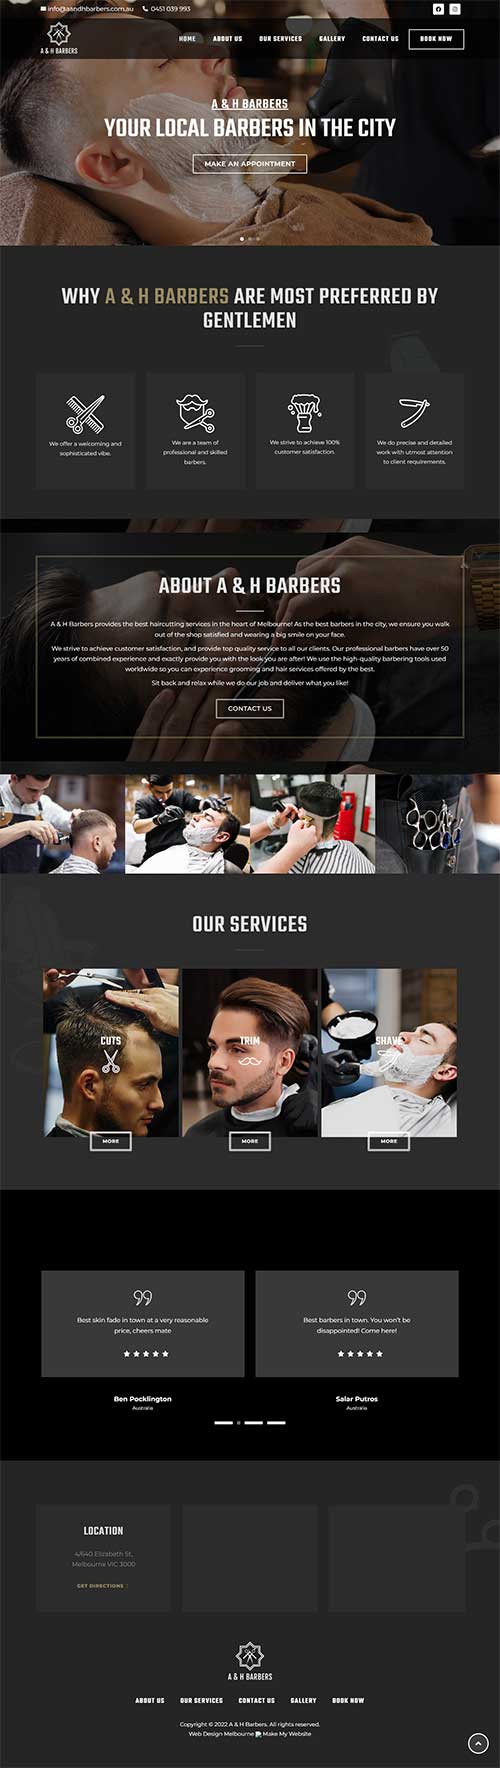 info@aandhbarbers.com.au 0451 039 993
A & H BARBERS
HOME ABOUT US OUR SERVICES GALLERY CONTACT US BOOK NOW
A & H BARBERS
YOUR LOCAL BARBERS IN THE CITY
MAKE AN APPOINTMENT
WHY A & H BARBERS ARE MOST PREFERRED BY
GENTLEMEN
We offer a welcoming and
sophisticated vibe.
We are a team of
professional and skilled
barbers.
We strive to achieve 100%
customer satisfaction.
We do precise and detailed
work with utmost attention
to client requirements.
ABOUT A & H BARBERS
A & H Barbers provides the best haircutting services in the heart of Melbourne! As the best barbers in the city, we ensure you walk
out of the shop satisfied and wearing a big smile on your face.
We strive to achieve customer satisfaction, and provide top quality service to all our clients. Our professional barbers have over 50
years of combined experience and exactly provide you with the look you are after! We use the high-quality barbering tools used
worldwide so you can experience grooming and hair services offered by the best.
Sit back and relax while we do our job and deliver what you like!
CONTACT US
OUR SERVICES
CUTS
MORE
TRIM
MORE
SHAVE
MORE
Best skin fade in town at a very reasonable
price, cheers mate
Ben Pocklington
Australia
Best barbers in town. You won't be
disappointed! Come here!
Salar Putros
Australia
LOCATION
4/640 Elizabeth St,
Melbourne VIC 3000
GET DIRECTIONS
A & H BARBERS
ABOUT US OUR SERVICES CONTACT US GALLERY BOOK NOW
Copyright © 2022 A & H Barbers. All rights reserved.
Web Design Melbourne Make My Website